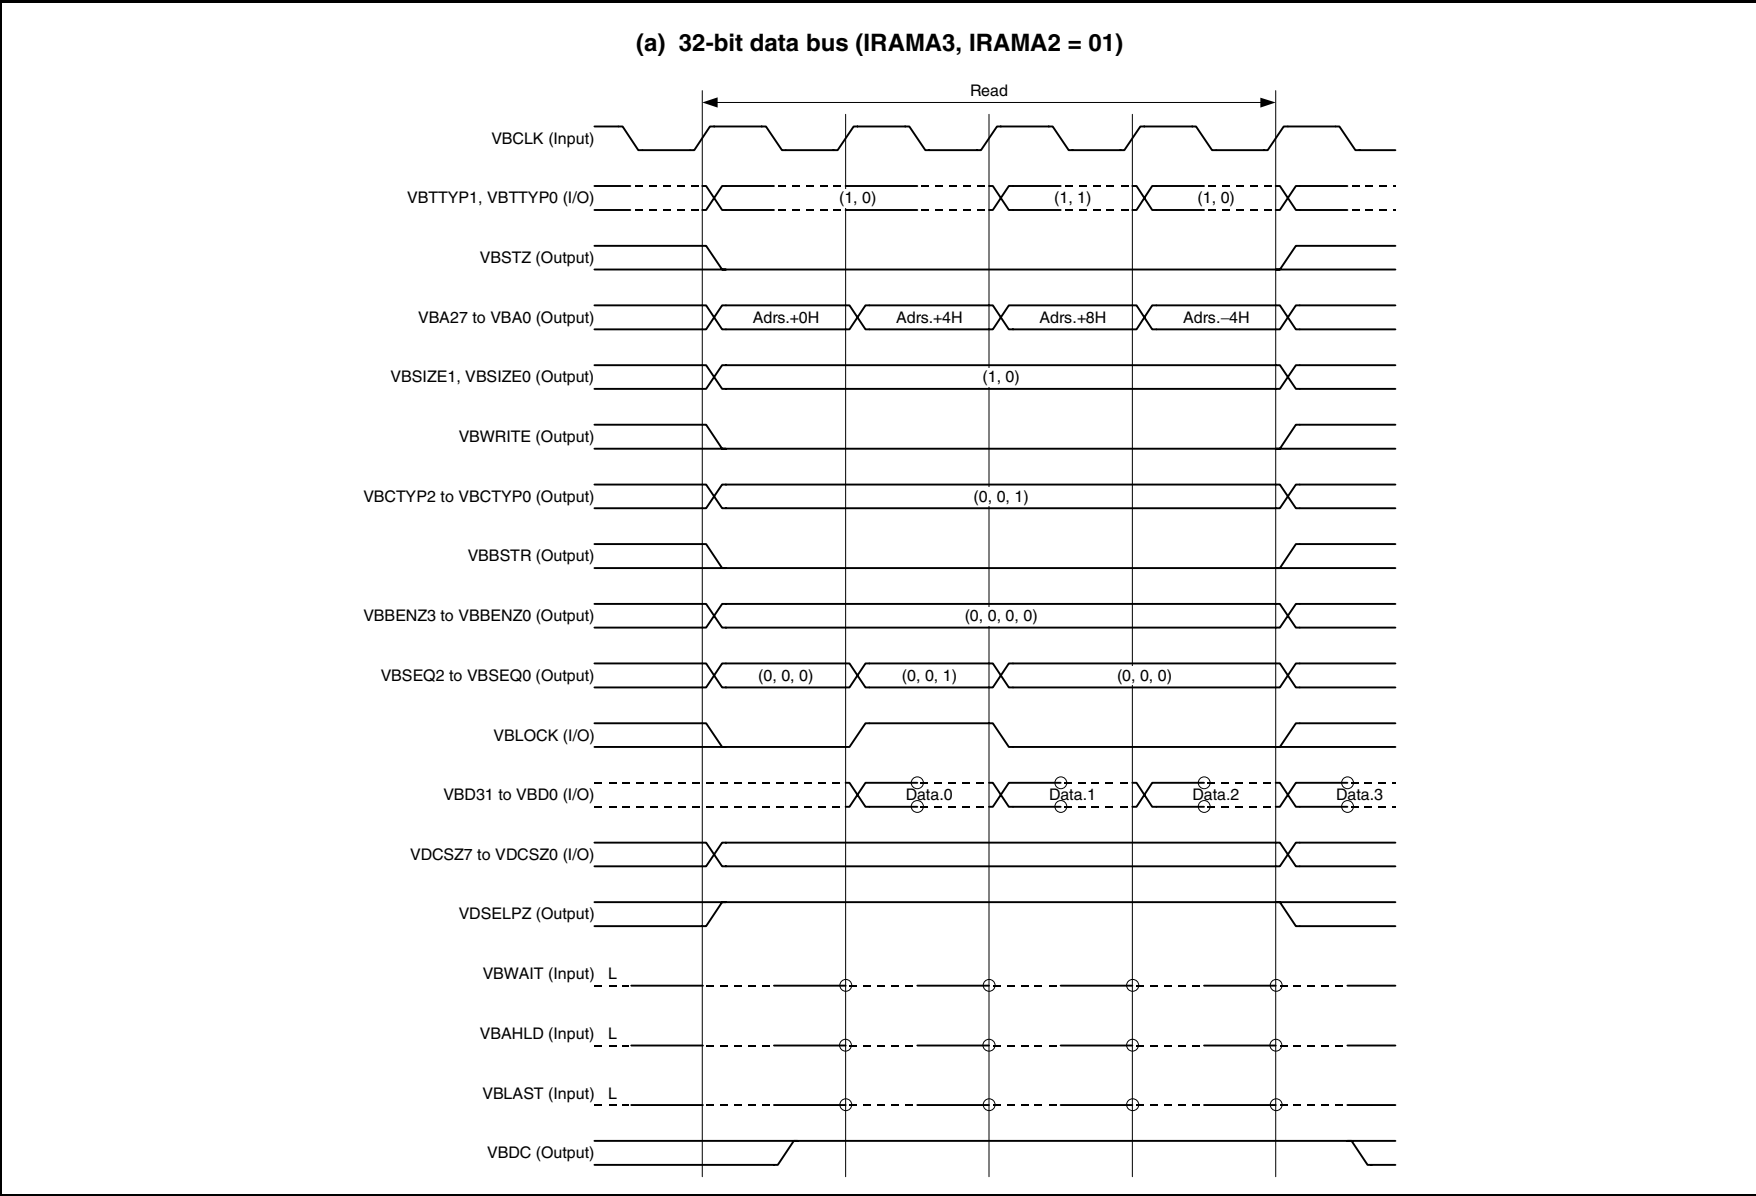 (a) 32-bit data bus (IRAMA3, IRAMA2 = 01)
Read
VBCLK (Input)
VBTTYP1, VBTTYP0 (I/O) (1, 0) (1, 1) (1, 0)
VBSTZ (Output)
VBA27 to VBA0 (Output) Adrs.+0H Adrs.+4H Adrs.+8H Adrs.–4H
VBSIZE1, VBSIZE0 (Output) (1, 0)
VBWRITE (Output)
VBCTYP2 to VBCTYP0 (Output) (0, 0, 1)
VBBSTR (Output)
VBBENZ3 to VBBENZ0 (Output) (0, 0, 0, 0)
VBSEQ2 to VBSEQ0 (Output) (0, 0, 0) (0, 0, 1) (0, 0, 0)
VBLOCK (I/O)
VBD31 to VBD0 (I/O) Data.0 Data.1 Data.2 Data.3
VDCSZ7 to VDCSZ0 (I/O)
VDSELPZ (Output)
VBWAIT (Input) L
VBAHLD (Input) L
VBLAST (Input) L
VBDC (Output)